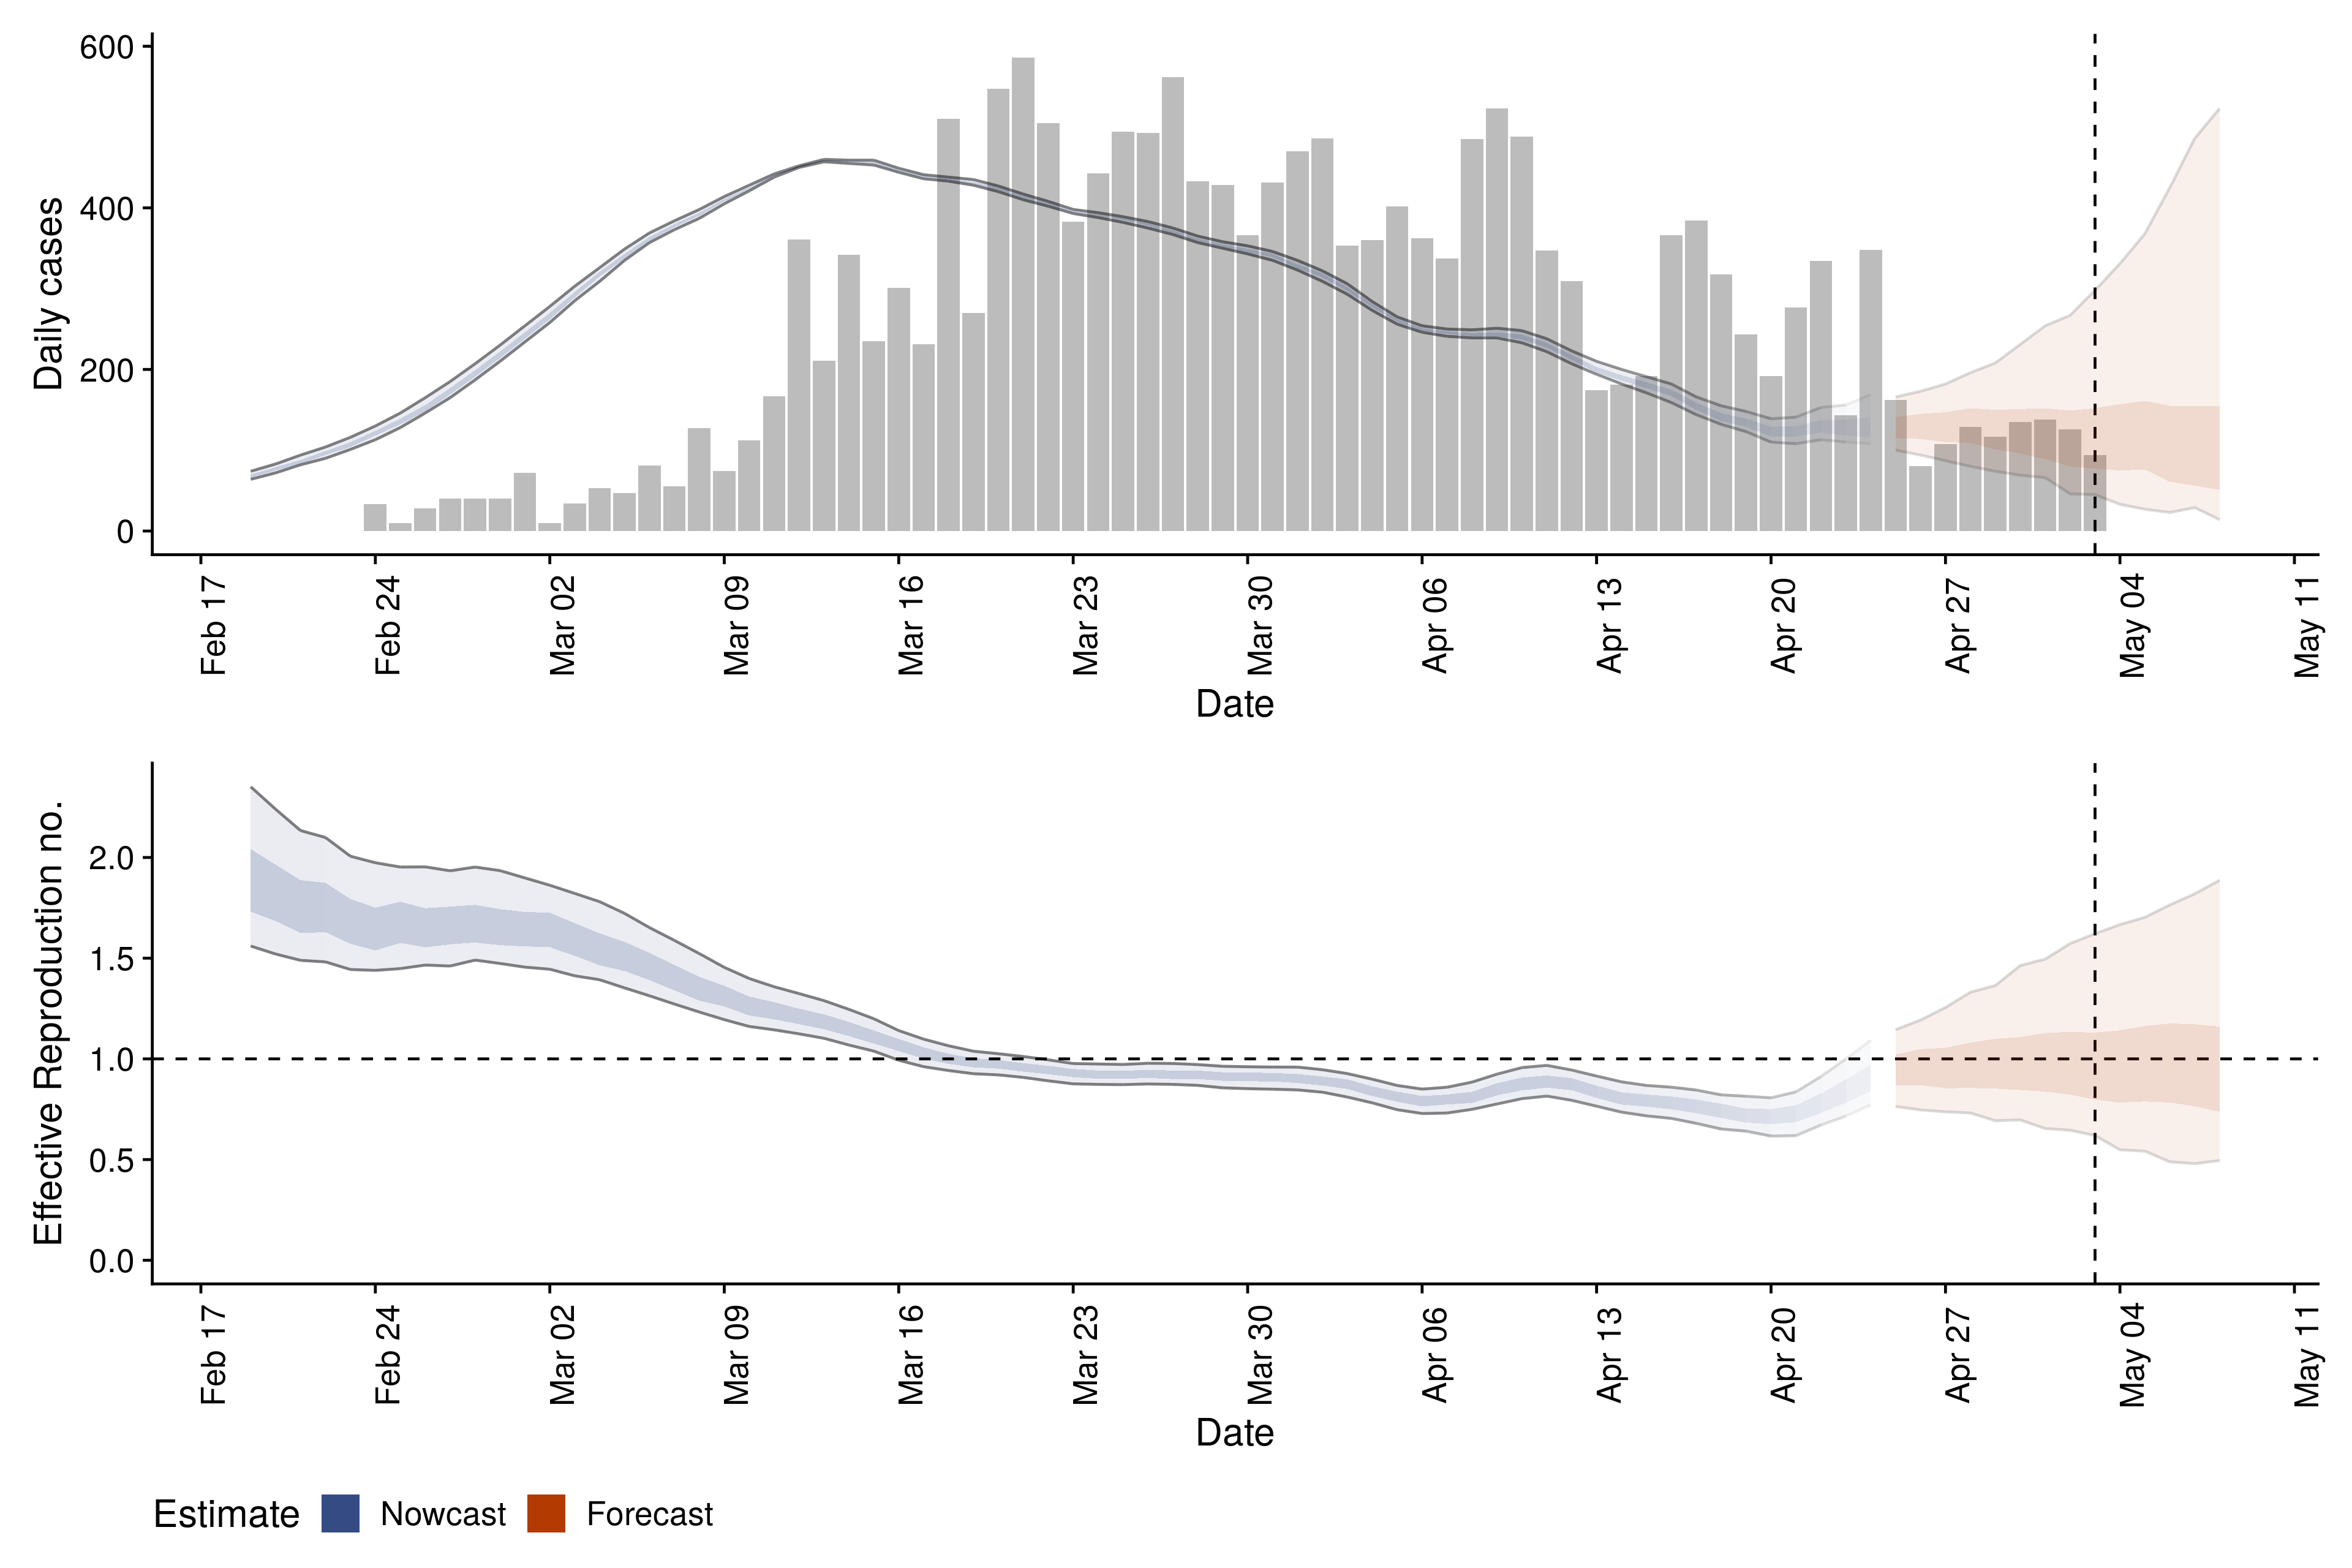 Daily cases
600
400
200
0
Feb 17 Feb 24 Mar 02 Mar 09 Mar 16 Mar 23 Mar 30 Apr 06 Apr 13 Apr 20 Apr 27 May 04 May 11
Date
Effective Reproduction no.
2.0
1.5
1.0
0.5
0.0
Feb 17 Feb 24 Mar 02 Mar 09 Mar 16 Mar 23 Mar 30 Apr 06 Apr 13 Apr 20 Apr 27 May 04 May 11
Date
Estimate Nowcast Forecast